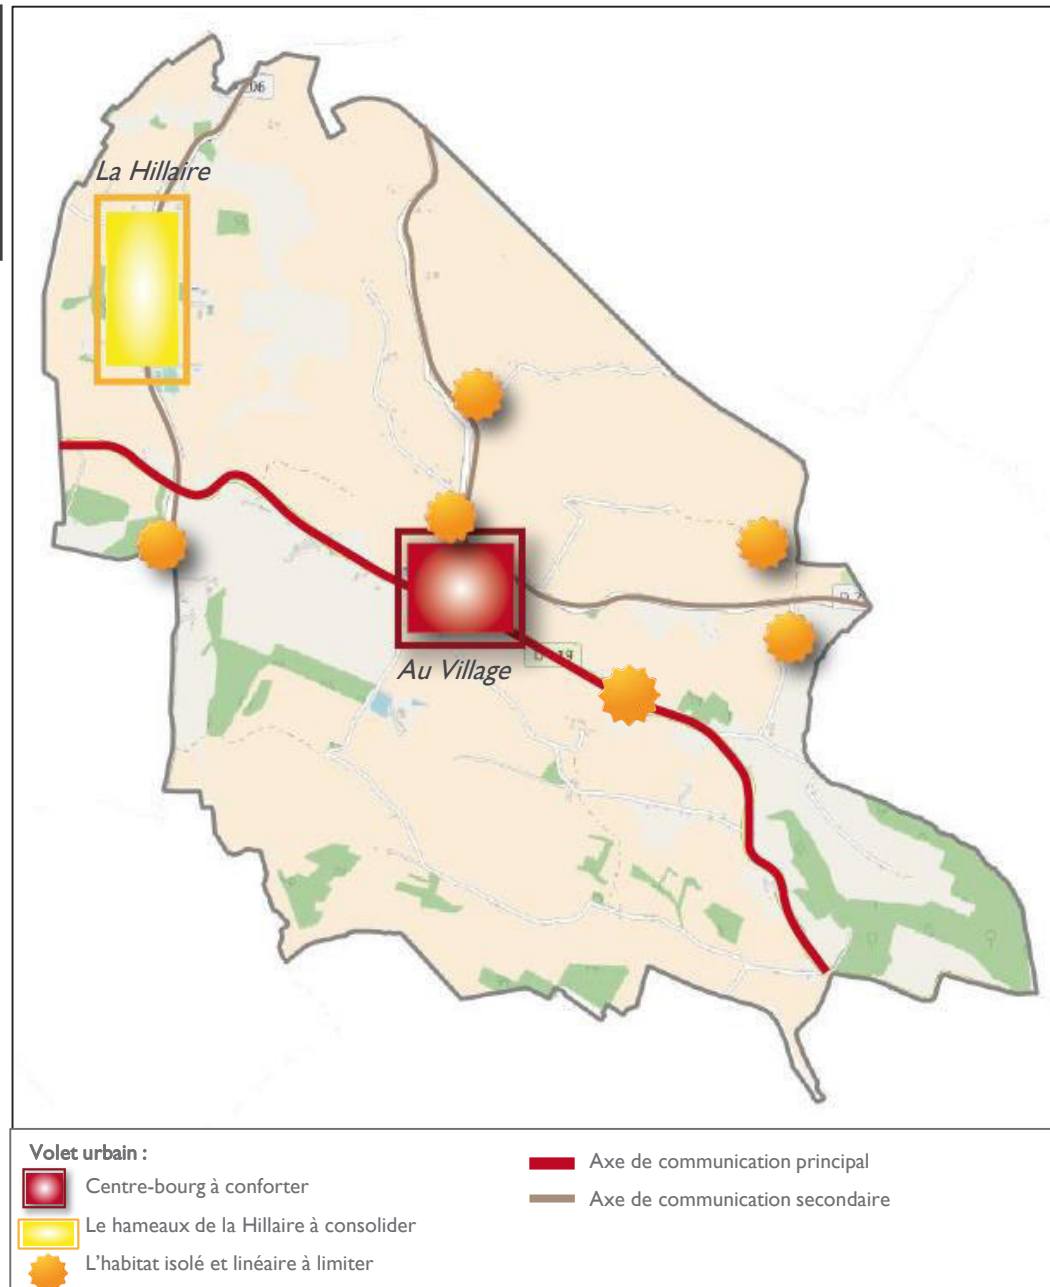 D6
La Hillaire
Au Village
Volet urbain :
Centre-bourg à conforter
Le hameaux de la Hillaire à consolider
L'habitat isolé et linéaire à limiter
Axe de communication principal
Axe de communication secondaire